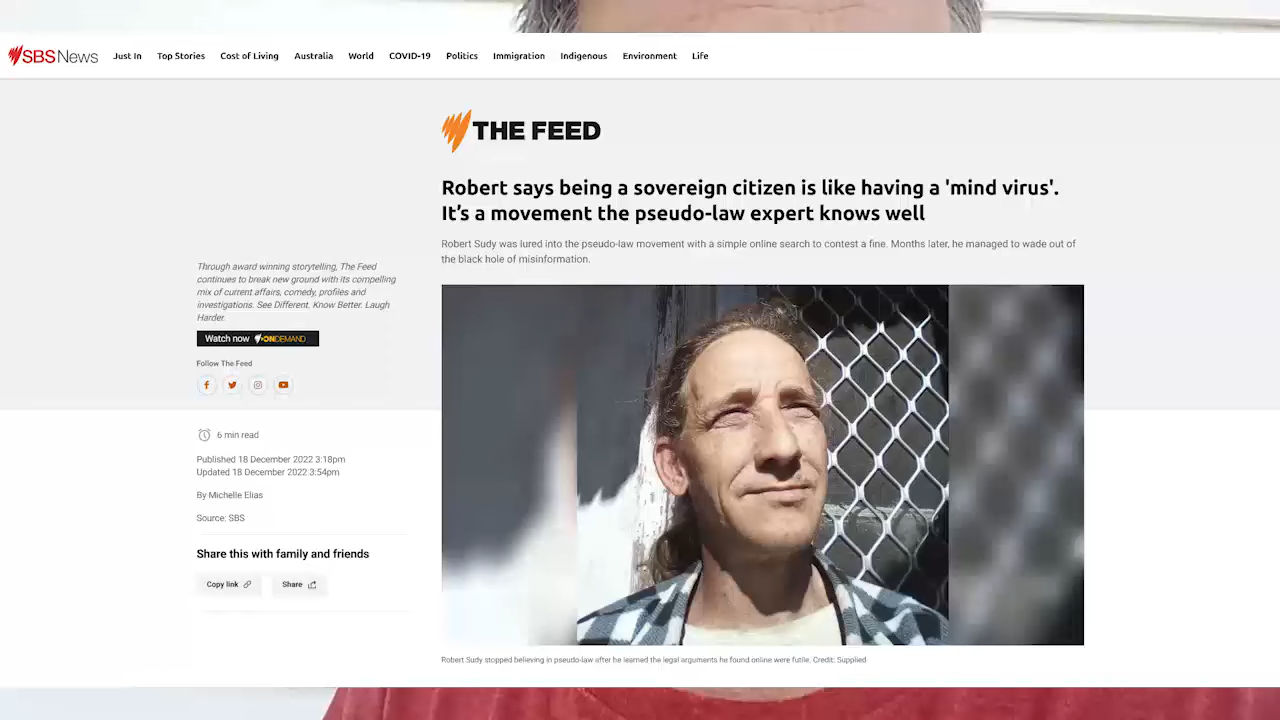 SBS News Just In Top Stories Cost of Living Australia World COVID-19 Politics Immigration Indigenous Environment Life
THE FEED
Robert says being a sovereign citizen is like having a 'mind virus'.
It's a movement the pseudo-law expert knows well
Robert Sudy was lured into the pseudo-law movement with a simple online search to contest a fine. Months later, he managed to wade out of
the black hole of misinformation.
Through award winning storytelling, The Feed
continues to break new ground with its compelling
mix of current affairs, comedy, profiles and
investigations. See Different. Know Better. Laugh
Harder.
Watch now ONDEMAND
Follow The Feed
6 min read
Published 18 December 2022 3:18pm
Updated 18 December 2022 3:54pm
By Michelle Elias
Source: SBS
Share this with family and friends
Copy link Share
Robert Sudy stopped believing in pseudo-law after he learned the legal arguments he found online were futile. Credit: Supplied